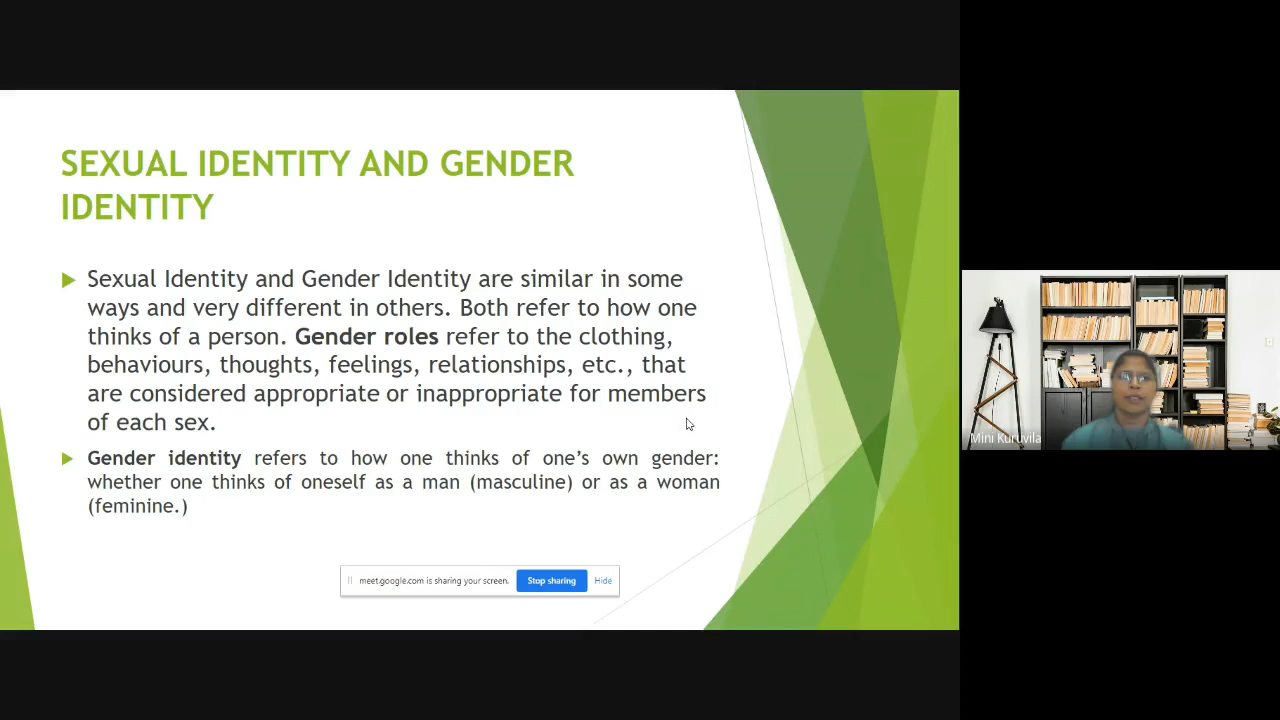 SEXUAL IDENTITY AND GENDER
IDENTITY
Sexual Identity and Gender Identity are similar in some
ways and very different in others. Both refer to how one
thinks of a person. Gender roles refer to the clothing,
behaviours, thoughts, feelings, relationships, etc., that
are considered appropriate or inappropriate for members
of each sex.
Gender identity refers to how one thinks of one's own gender:
whether one thinks of oneself as a man (masculine) or as a woman
(feminine.)
meet.google.com is sharing your screen. Stop sharing Hide
Mini Kuruvila